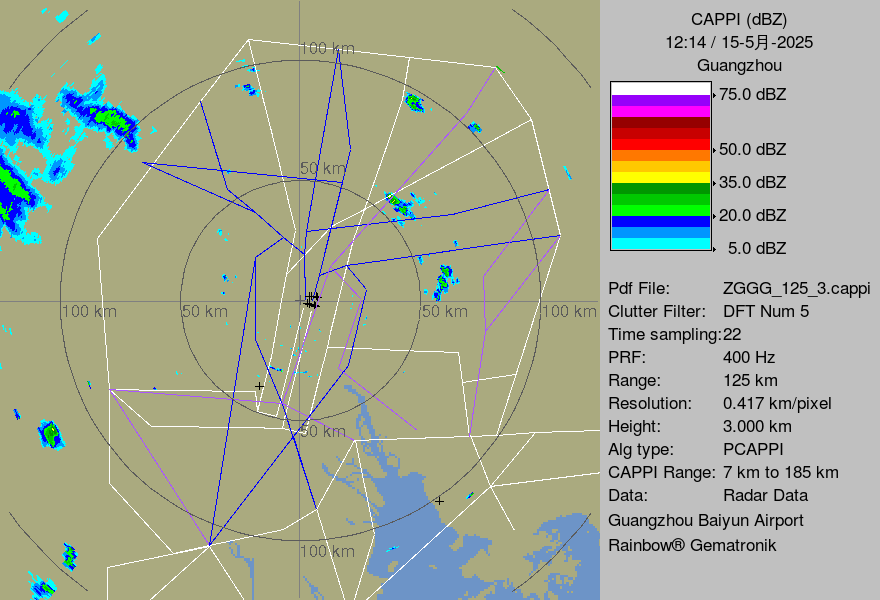 100 km
50 km
100 km
50 km
50 km
100 km
50 km
100 km
CAPPI (dBZ)
12:14 / 15-5月-2025
Guangzhou
75.0 dBZ
50.0 dBZ
35.0 dBZ
20.0 dBZ
5.0 dBZ
Pdf File: ZGGG_125_3.cappi
Clutter Filter: DFT Num 5
Time sampling:22
PRF: 400 Hz
Range: 125 km
Resolution: 0.417 km/pixel
Height: 3.000 km
Alg type: PCAPPI
CAPPI Range: 7 km to 185 km
Data: Radar Data
Guangzhou Baiyun Airport
Rainbow® Gematronik